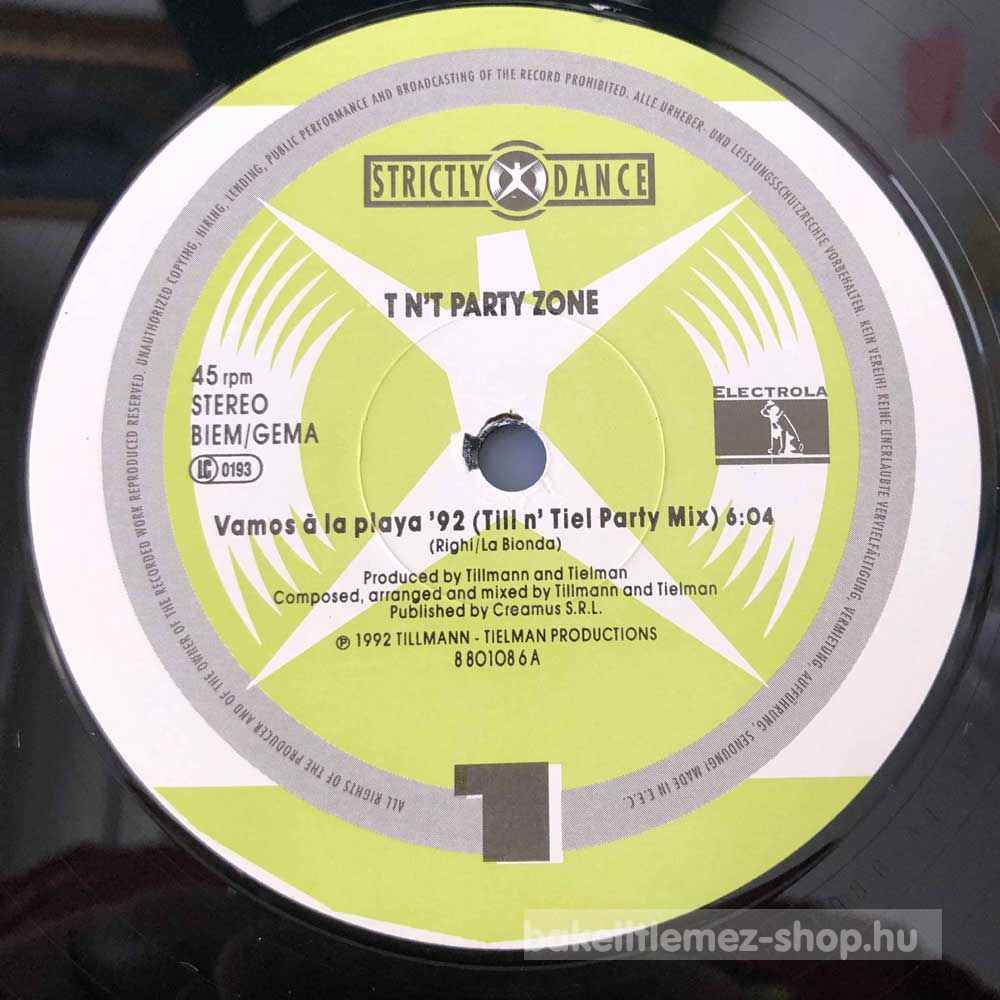 UNAUTHORIZED COPYING, HIRING, LENDING, PUBLIC PERFORMANCE AND BROADCASTING OF THE RECORD PROHIBITED. ALLE URHEBER- UND LEISTUNGSSCHUTZRECHTE VORBEHALTEN. KEIN VERLEIH! KEINE UNERLAUBTE VERVIELFÄLTIGUNG, VERMIETUNG, AUFFÜHRUNG, SENDUNG! MADE IN E.E.C.
ALL RIGHTS OF THE PRODUCER AND OF THE OWNER OF THE RECORDED WORK REPRODUCED RESERVED.
STRICTLY DANCE
T N'T PARTY ZONE
45 rpm
STEREO
BIEM/GEMA
LC 0193
ELECTROLA
Vamos à la playa '92 (Till n' Tiel Party Mix) 6:04
(Righi/La Bionda)
Produced by Tillmann and Tielman
Composed, arranged and mixed by Tillmann and Tielman
Published by Creamus S.R.L.
℗ 1992 TILLMANN - TIELMAN PRODUCTIONS
8 80108 6 A
1
bakelitlemez-shop.hu